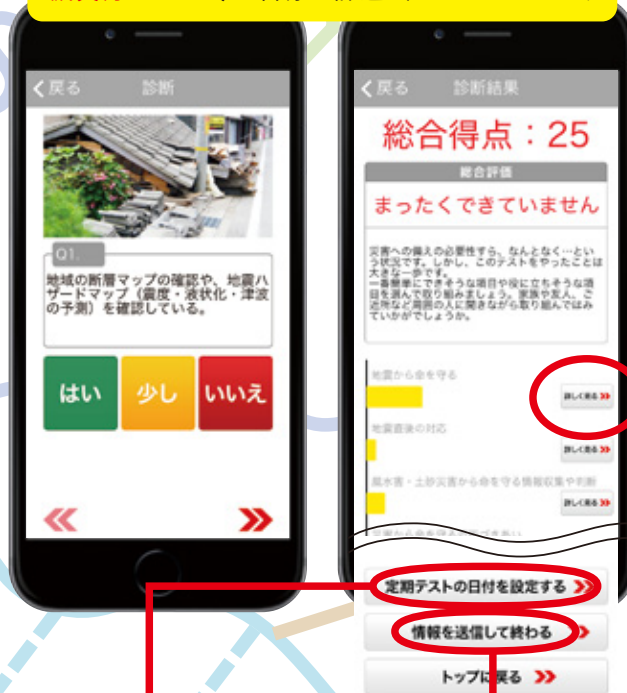 戻る 診断
Q1.
地域の断層マップの確認や、地震ハ
ザードマップ（震度・液状化・津波
の予測）を確認している。
はい 少し いいえ
戻る 診断結果
総合得点：25
総合評価
まったくできていません
災害への備えの必要性すら、なんとなく…とい
う状況です。しかし、このテストをやったことは
大きな一歩です。
一番簡単にできそうな項目や役に立ちそうな項
目を選んで取り組みましょう。家族や友人、ご
近所など周囲の人に聞きながら取り組んではみ
ていかがでしょうか。
地震から命を守る
詳しく見る
地震直後の対応
詳しく見る
風水害・土砂災害から命を守る情報収集や判断
詳しく見る
定期テストの日付を設定する
情報を送信して終わる
トップに戻る